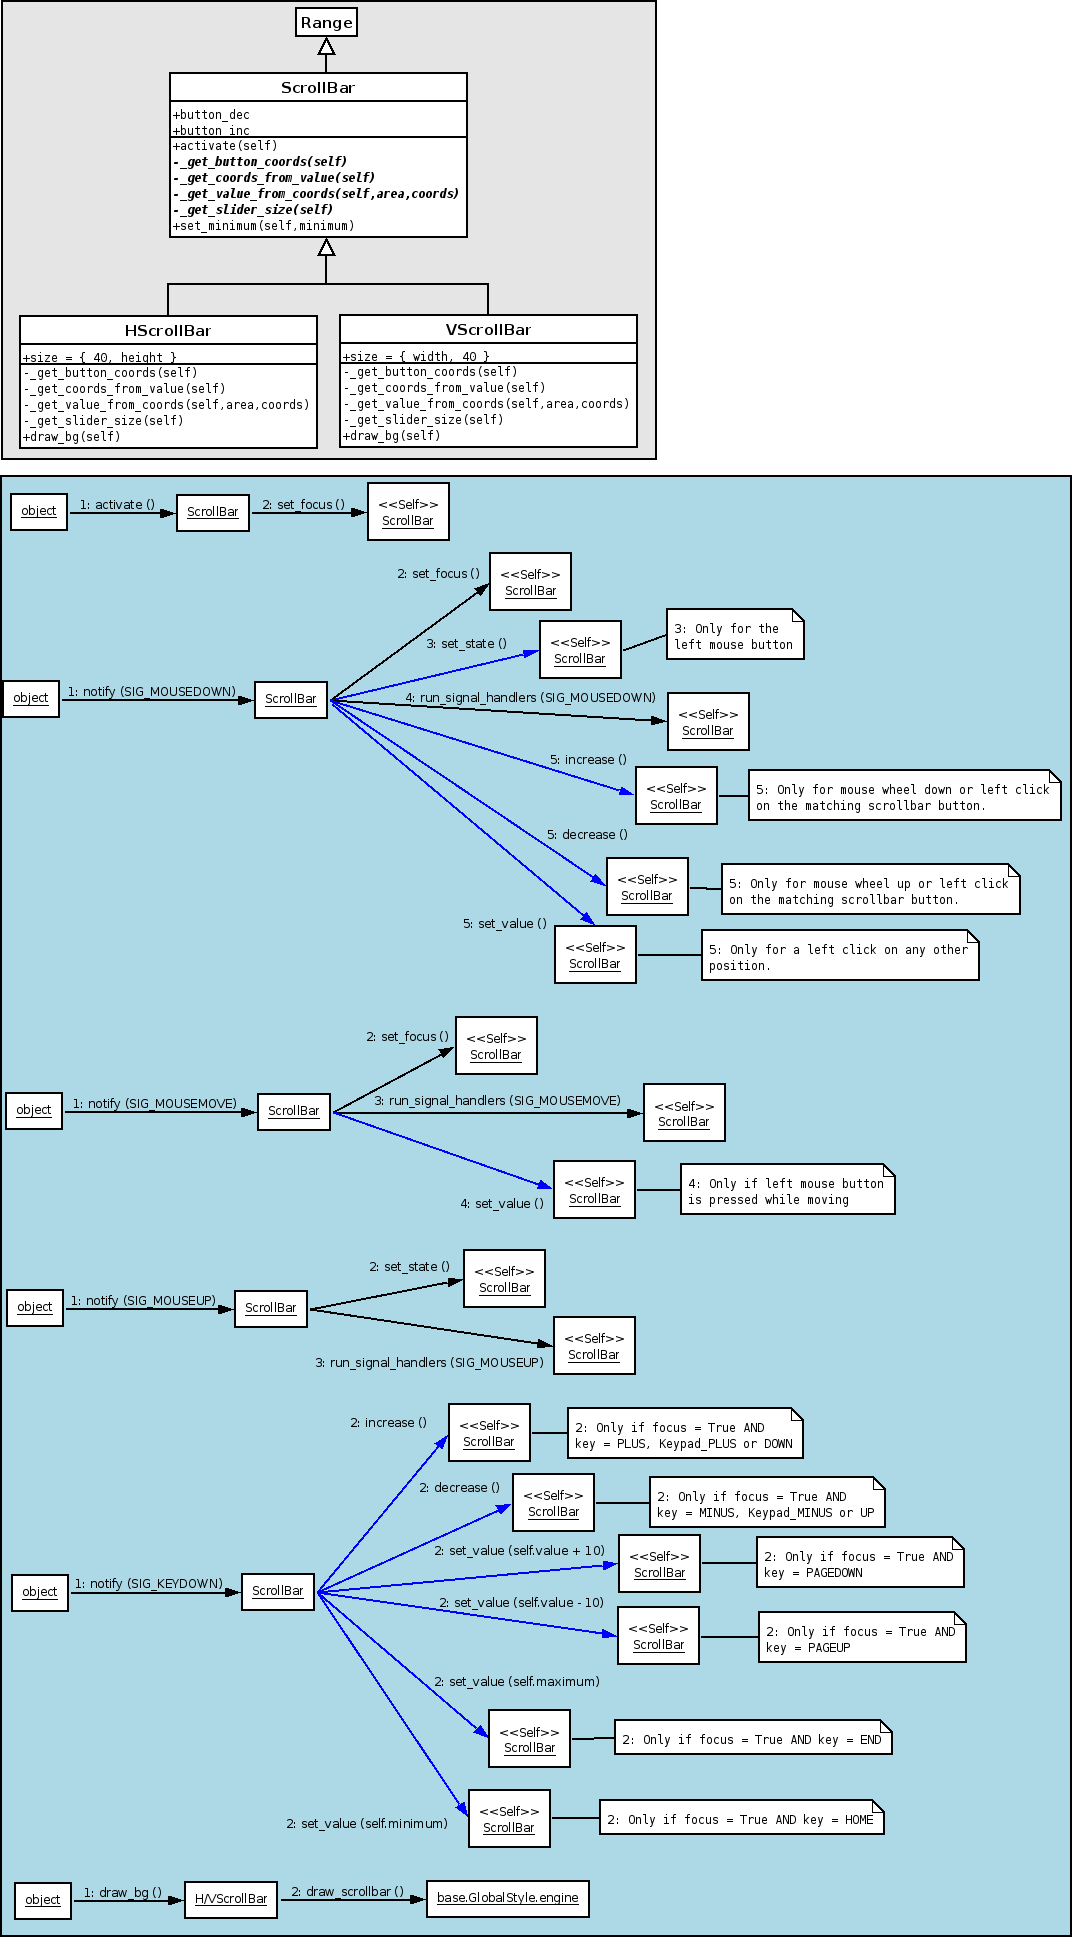 Range
ScrollBar
+button_dec
+button_inc
+activate(self)
-_get_button_coords(self)
-_get_coords_from_value(self)
-_get_value_from_coords(self,area,coords)
-_get_slider_size(self)
+set_minimum(self,minimum)
HScrollBar
+size = { 40, height }
-_get_button_coords(self)
-_get_coords_from_value(self)
-_get_value_from_coords(self,area,coords)
-_get_slider_size(self)
+draw_bg(self)
VScrollBar
+size = { width, 40 }
-_get_button_coords(self)
-_get_coords_from_value(self)
-_get_value_from_coords(self,area,coords)
-_get_slider_size(self)
+draw_bg(self)
object
1: activate ()
ScrollBar
2: set_focus ()
<<Self>>
ScrollBar
object
1: notify (SIG_MOUSEDOWN)
ScrollBar
2: set_focus ()
<<Self>>
ScrollBar
3: set_state ()
<<Self>>
ScrollBar
3: Only for the
left mouse button
4: run_signal_handlers (SIG_MOUSEDOWN)
<<Self>>
ScrollBar
5: increase ()
<<Self>>
ScrollBar
5: Only for mouse wheel down or left click
on the matching scrollbar button.
5: decrease ()
<<Self>>
ScrollBar
5: Only for mouse wheel up or left click
on the matching scrollbar button.
5: set_value ()
<<Self>>
ScrollBar
5: Only for a left click on any other
position.
object
1: notify (SIG_MOUSEMOVE)
ScrollBar
2: set_focus ()
<<Self>>
ScrollBar
3: run_signal_handlers (SIG_MOUSEMOVE)
<<Self>>
ScrollBar
4: set_value ()
<<Self>>
ScrollBar
4: Only if left mouse button
is pressed while moving
object
1: notify (SIG_MOUSEUP)
ScrollBar
2: set_state ()
<<Self>>
ScrollBar
3: run_signal_handlers (SIG_MOUSEUP)
<<Self>>
ScrollBar
object
1: notify (SIG_KEYDOWN)
ScrollBar
2: increase ()
<<Self>>
ScrollBar
2: Only if focus = True AND
key = PLUS, Keypad_PLUS or DOWN
2: decrease ()
<<Self>>
ScrollBar
2: Only if focus = True AND
key = MINUS, Keypad_MINUS or UP
2: set_value (self.value + 10)
<<Self>>
ScrollBar
2: Only if focus = True AND
key = PAGEDOWN
2: set_value (self.value - 10)
<<Self>>
ScrollBar
2: Only if focus = True AND
key = PAGEUP
2: set_value (self.maximum)
<<Self>>
ScrollBar
2: Only if focus = True AND key = END
2: set_value (self.minimum)
<<Self>>
ScrollBar
2: Only if focus = True AND key = HOME
object
1: draw_bg ()
H/VScrollBar
2: draw_scrollbar ()
base.GlobalStyle.engine